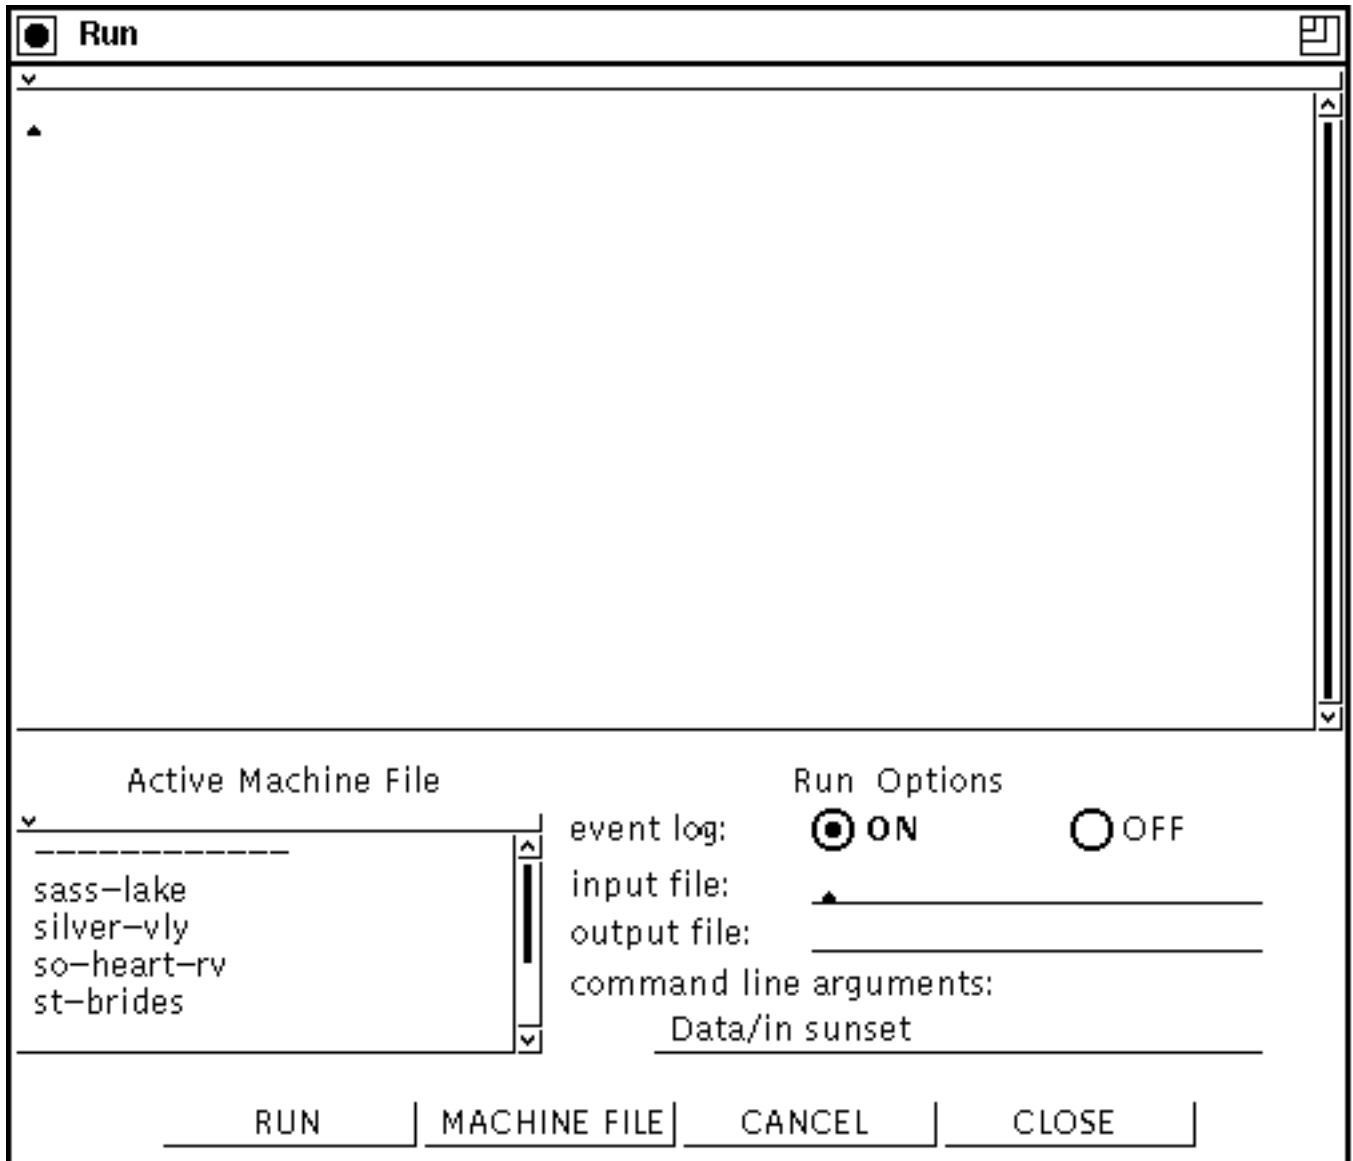 Run
Active Machine File
------------
sass-lake
silver-vly
so-heart-rv
st-brides
Run Options
event log: ON OFF
input file:
output file:
command line arguments:
Data/in sunset
RUN MACHINE FILE CANCEL CLOSE